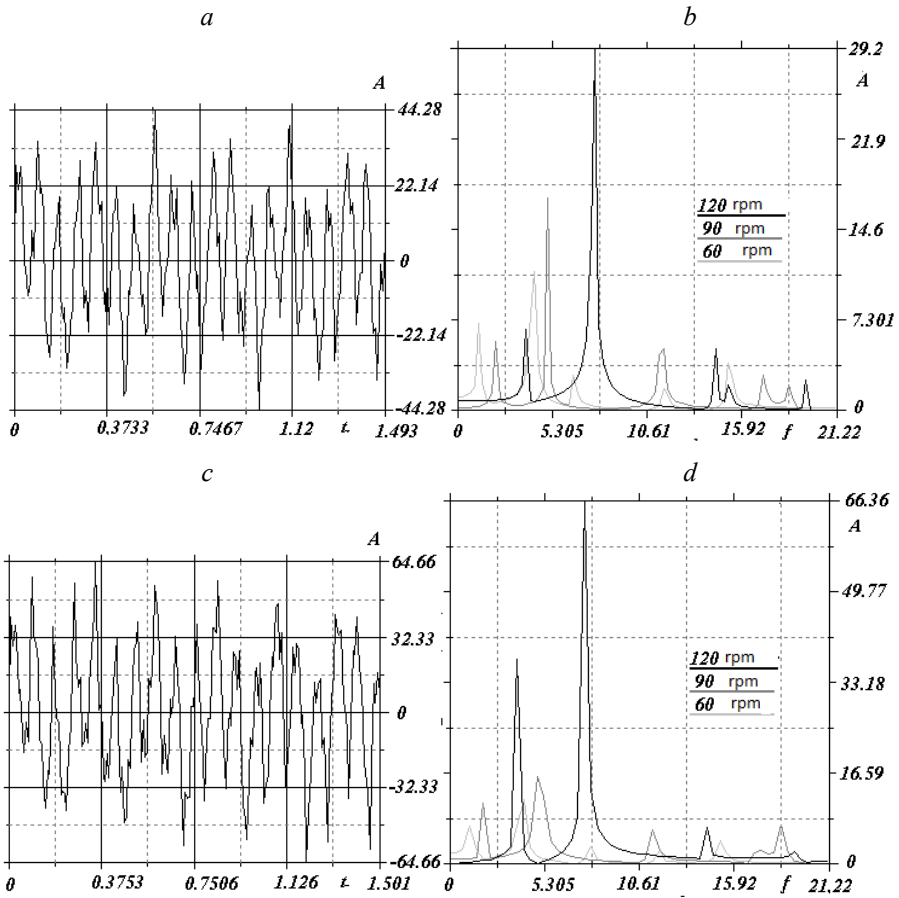 a
b
A
44.28
22.14
0
-22.14
-44.28
0 0.3733 0.7467 1.12 t 1.493
29.2
A
21.9
14.6
7.301
0
120 rpm
90 rpm
60 rpm
0 5.305 10.61 15.92 f 21.22
c
d
A
64.66
32.33
0
-32.33
-64.66
0 0.3753 0.7506 1.126 t 1.501
66.36
A
49.77
33.18
16.59
0
120 rpm
90 rpm
60 rpm
0 5.305 10.61 15.92 f 21.22